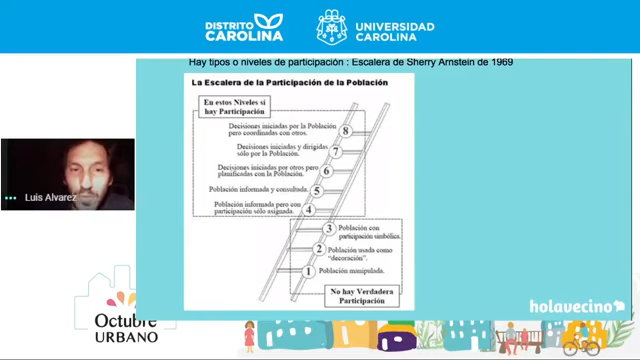 DISTRITO
CAROLINA
UNIVERSIDAD
CAROLINA
Hay tipos o niveles de participación : Escalera de Sherry Arnstein de 1969
La Escalera de la Participación de la Población
En estos Niveles sí
hay Participación
Decisiones iniciadas por la Población
pero coordinadas con otros.
8
Decisiones iniciadas y dirigidas
sólo por la Población.
7
Decisiones iniciadas por otros pero
planificadas con la Población.
6
Población informada y consultada.
5
Población informada pero con
participación sólo asignada.
4
3
Población con
participación simbólica.
2
Población usada como
"decoración".
1
Población manipulada.
No hay Verdadera
Participación
Luis Alvarez
Octubre
URBANO
holavecino